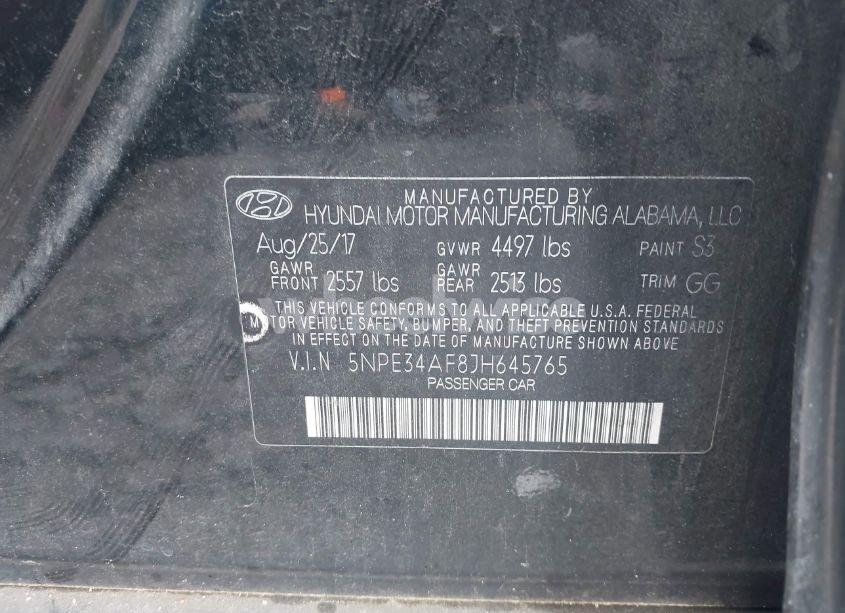 MANUFACTURED BY
HYUNDAI MOTOR MANUFACTURING ALABAMA, LLC
Aug/25/17 GVWR 4497 lbs PAINT S3
GAWR FRONT 2557 lbs GAWR REAR 2513 lbs TRIM GG
THIS VEHICLE CONFORMS TO ALL APPLICABLE U.S.A. FEDERAL
MOTOR VEHICLE SAFETY, BUMPER, AND THEFT PREVENTION STANDARDS
IN EFFECT ON THE DATE OF MANUFACTURE SHOWN ABOVE
V.I.N 5NPE34AF8JH645765
PASSENGER CAR